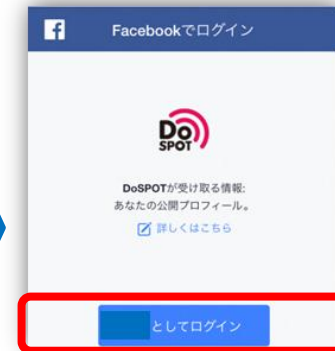 f
Facebookでログイン
Do
SPOT
DoSPOTが受け取る情報:
あなたの公開プロフィール。
詳しくはこちら
としてログイン